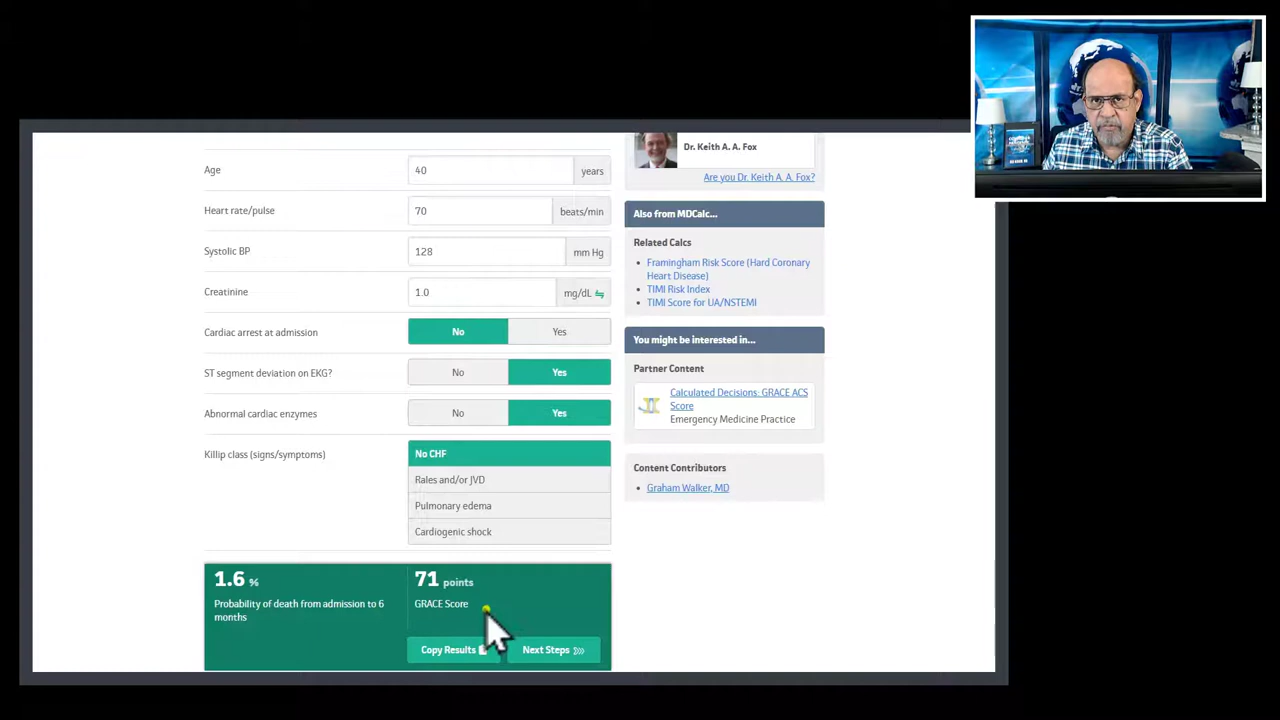 Age
40
years
Heart rate/pulse
70
beats/min
Systolic BP
128
mm Hg
Creatinine
1.0
mg/dL
Cardiac arrest at admission
No
Yes
ST segment deviation on EKG?
No
Yes
Abnormal cardiac enzymes
No
Yes
Killip class (signs/symptoms)
No CHF
Rales and/or JVD
Pulmonary edema
Cardiogenic shock
1.6 %
Probability of death from admission to 6
months
71 points
GRACE Score
Copy Results
Next Steps
Dr. Keith A. A. Fox
Are you Dr. Keith A. A. Fox?
Also from MDCalc...
Related Calcs
Framingham Risk Score (Hard Coronary
Heart Disease)
TIMI Risk Index
TIMI Score for UA/NSTEMI
You might be interested in...
Partner Content
Calculated Decisions: GRACE ACS
Score
Emergency Medicine Practice
Content Contributors
Graham Walker, MD